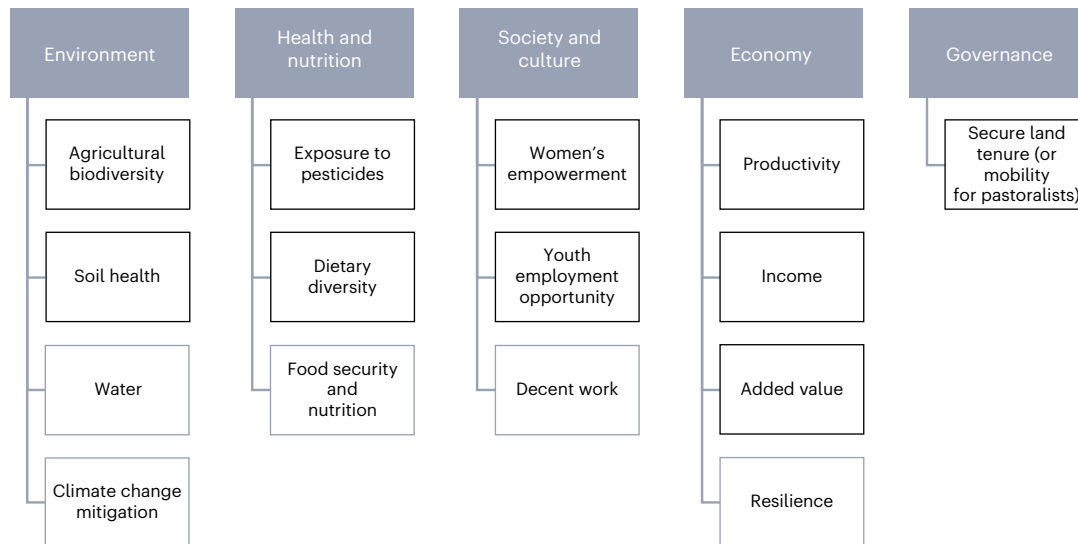 Environment
Agricultural
biodiversity
Soil health
Water
Climate change
mitigation
Health and
nutrition
Exposure to
pesticides
Dietary
diversity
Food security
and
nutrition
Society and
culture
Women’s
empowerment
Youth
employment
opportunity
Decent work
Economy
Productivity
Income
Added value
Resilience
Governance
Secure land
tenure (or
mobility
for pastoralists)